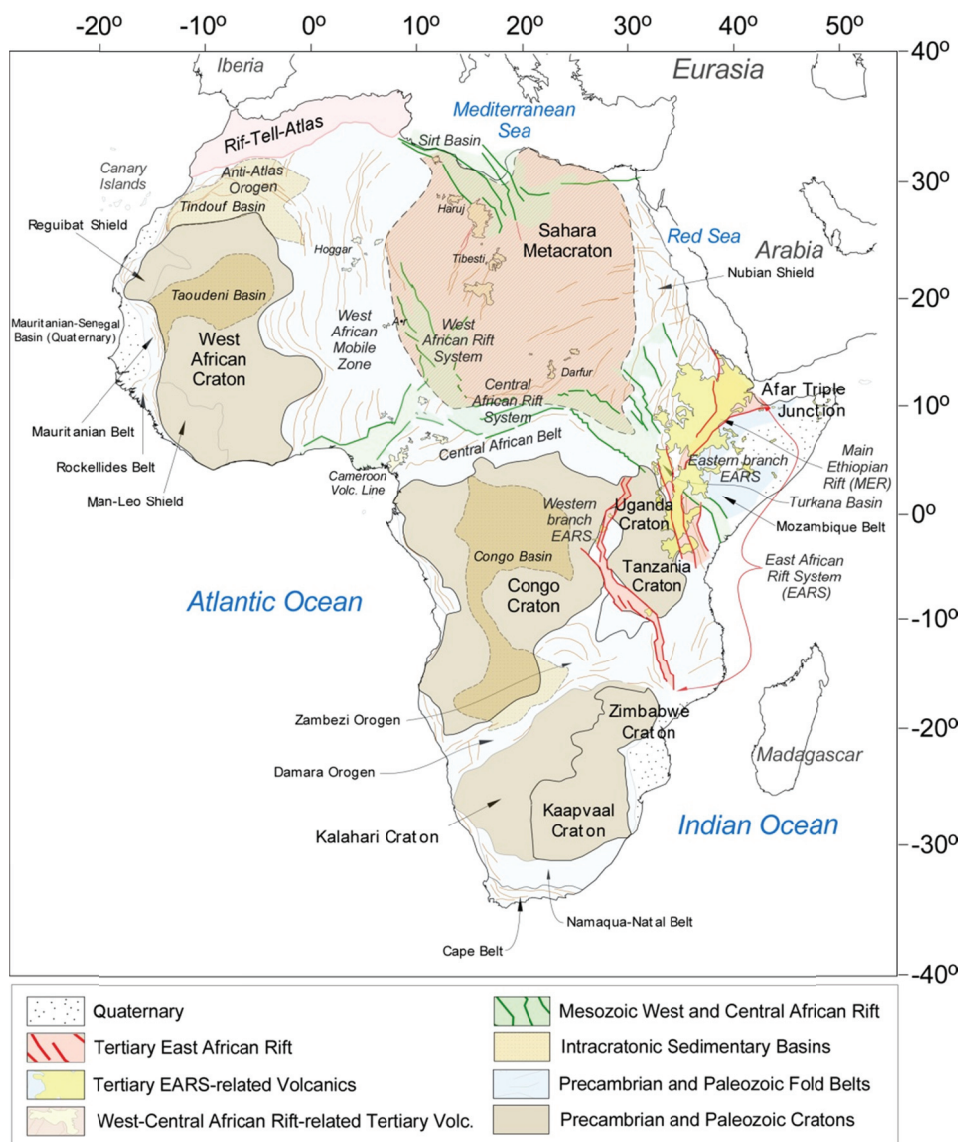 -20º -10º 0º 10º 20º 30º 40º 50º
40º
Iberia
Eurasia
Mediterranean
Sea
Rif-Tell-Atlas
Sirt Basin
Canary
Islands
Anti-Atlas
Orogen
30º
Tindouf Basin
Haruj
Reguibat Shield
Sahara
Metacraton
Red Sea
Arabia
Hoggar
Tibesti
Nubian Shield
Taoudeni Basin
20º
Mauritanian-Senegal
Basin (Quaternary)
West
African
Mobile
Zone
West
African Rift
System
West
African
Craton
Darfur
Central
African Rift
System
Afar Triple
Junction
10º
Mauritanian Belt
Central African Belt
Rockellides Belt
Eastern branch
EARS
Main
Ethiopian
Rift (MER)
Man-Leo Shield
Cameroon
Volc. Line
Turkana Basin
Western
branch
EARS
Uganda
Craton
Mozambique Belt
0º
Congo Basin
Tanzania
Craton
East African
Rift System
(EARS)
Congo
Craton
Atlantic Ocean
-10º
Zambezi Orogen
Zimbabwe
Craton
-20º
Damara Orogen
Madagascar
Kaapvaal
Craton
Indian Ocean
Kalahari Craton
-30º
Namaqua-Natal Belt
Cape Belt
-40º
Quaternary
Tertiary East African Rift
Tertiary EARS-related Volcanics
West-Central African Rift-related Tertiary Volc.
Mesozoic West and Central African Rift
Intracratonic Sedimentary Basins
Precambrian and Paleozoic Fold Belts
Precambrian and Paleozoic Cratons